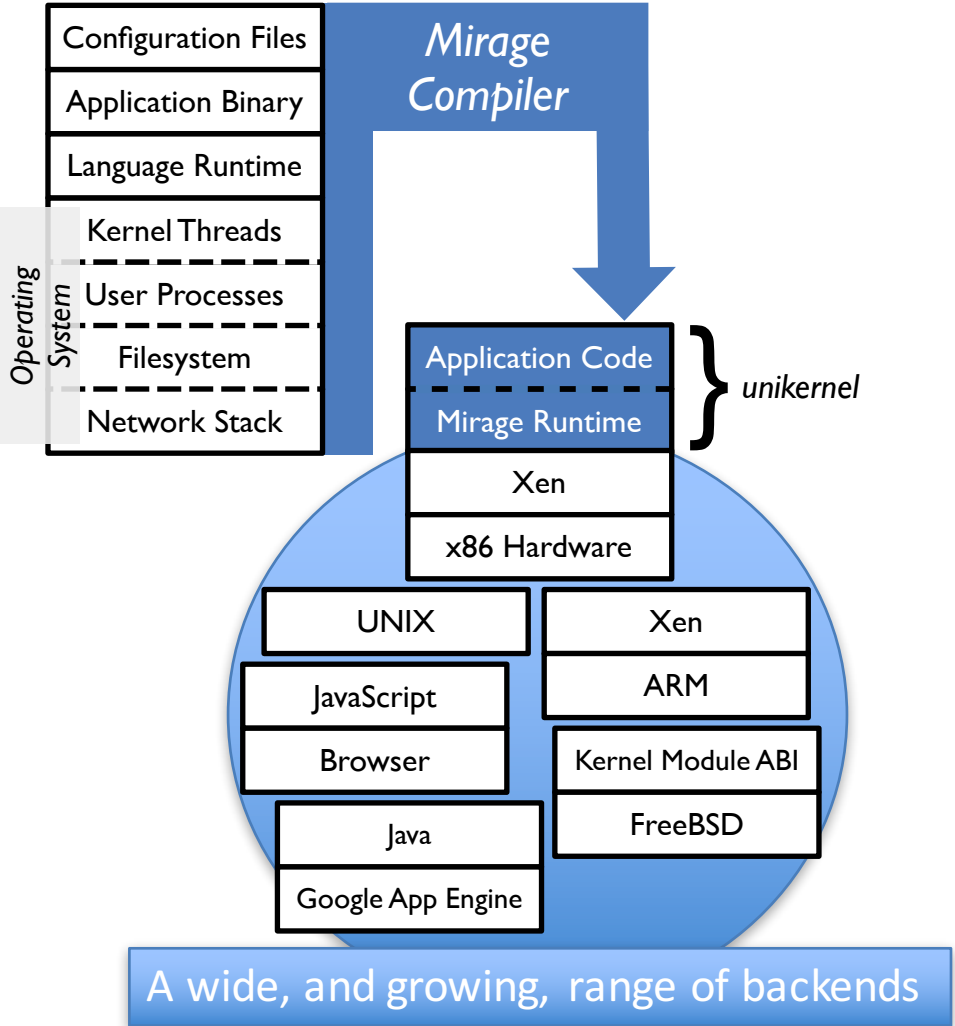 Configuration Files
Application Binary
Language Runtime
Kernel Threads
User Processes
Filesystem
Network Stack
Operating
System
Mirage
Compiler
Application Code
Mirage Runtime
unikernel
Xen
x86 Hardware
UNIX
Xen
ARM
JavaScript
Browser
Kernel Module ABI
FreeBSD
Java
Google App Engine
A wide, and growing, range of backends